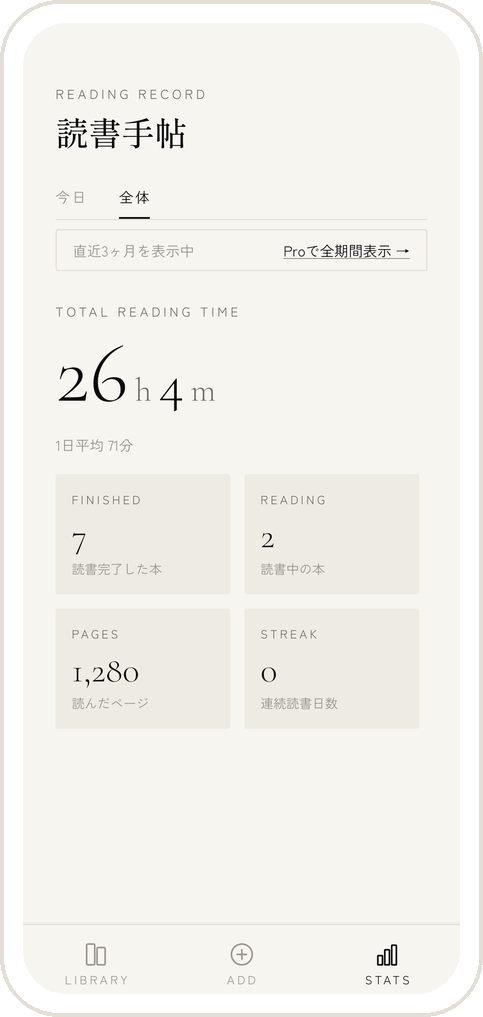 READING RECORD
読書手帖
今日 全体
直近3ヶ月を表示中 Proで全期間表示 →
TOTAL READING TIME
26 h 4 m
1日平均 71分
FINISHED
7
読書完了した本
READING
2
読書中の本
PAGES
1,280
読んだページ
STREAK
0
連続読書日数
LIBRARY ADD STATS